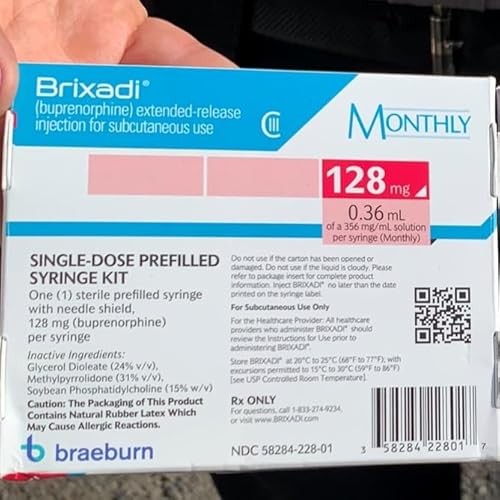 Brixadi®
(buprenorphine) extended-release
injection for subcutaneous use
CIII
MONTHLY
128 mg
0.36 mL
of a 356 mg/mL solution
per syringe (Monthly)
SINGLE-DOSE PREFILLED
SYRINGE KIT
One (1) sterile prefilled syringe
with needle shield,
128 mg (buprenorphine)
per syringe
Inactive Ingredients:
Glycerol Dioleate (24% v/v),
Methylpyrrolidone (31% v/v),
Soybean Phosphatidylcholine (15% w/v)
Caution: The Packaging of This Product
Contains Natural Rubber Latex Which
May Cause Allergic Reactions.
braeburn
Do not use if the carton has been opened or
damaged. Do not use if the liquid is cloudy. Please
refer to package insert for complete product
information. Inject BRIXADI® no later than the date
printed on the syringe label.
For Subcutaneous Use Only
For the Healthcare Provider: All healthcare
providers who administer BRIXADI® should
review the Instructions for Use prior to
administering BRIXADI®.
Store BRIXADI® at 20°C to 25°C (68°F to 77°F), with
excursions permitted to 15°C to 30°C (59°F to 86°F)
[see USP Controlled Room Temperature].
Rx ONLY
For questions, call 1-833-274-9234,
or visit www.BRIXADI.com
NDC 58284-228-01
3 58284 22801 7